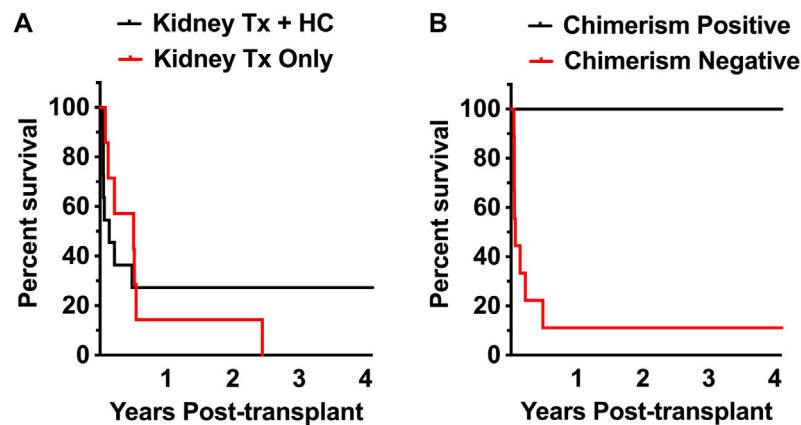 A
Kidney Tx + HC
Kidney Tx Only
Percent survival
100
80
60
40
20
0
1 2 3 4
Years Post-transplant
B
Chimerism Positive
Chimerism Negative
Percent survival
100
80
60
40
20
0
1 2 3 4
Years Post-transplant